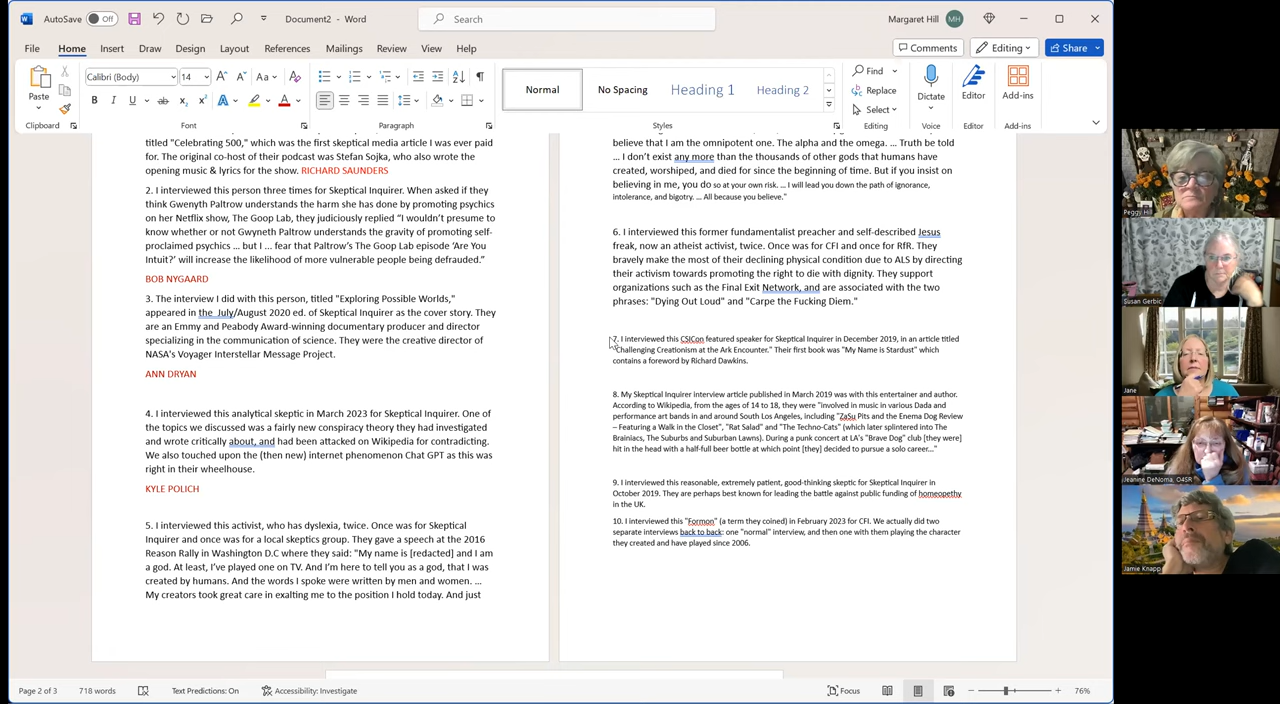 AutoSave
Off
Document2 - Word
Search
Margaret Hill
MH
File
Home
Insert
Draw
Design
Layout
References
Mailings
Review
View
Help
Comments
Editing
Share
Paste
Clipboard
Calibri (Body)
14
Font
Paragraph
Normal
No Spacing
Heading 1
Heading 2
Styles
Find
Replace
Select
Editing
Dictate
Voice
Editor
Editor
Add-ins
Add-ins
titled "Celebrating 500," which was the first skeptical media article I was ever paid
for. The original co-host of their podcast was Stefan Sojka, who also wrote the
opening music & lyrics for the show. RICHARD SAUNDERS
2. I interviewed this person three times for Skeptical Inquirer. When asked if they
think Gwenyth Paltrow understands the harm she has done by promoting psychics
on her Netflix show, The Goop Lab, they judiciously replied “I wouldn’t presume to
know whether or not Gwyneth Paltrow understands the gravity of promoting self-
proclaimed psychics … but I … fear that Paltrow’s The Goop Lab episode ‘Are You
Intuit?’ will increase the likelihood of more vulnerable people being defrauded.”
BOB NYGAARD
3. The interview I did with this person, titled "Exploring Possible Worlds,"
appeared in the July/August 2020 ed. of Skeptical Inquirer as the cover story. They
are an Emmy and Peabody Award-winning documentary producer and director
specializing in the communication of science. They were the creative director of
NASA's Voyager Interstellar Message Project.
ANN DRYAN
4. I interviewed this analytical skeptic in March 2023 for Skeptical Inquirer. One of
the topics we discussed was a fairly new conspiracy theory they had investigated
and wrote critically about, and had been attacked on Wikipedia for contradicting.
We also touched upon the (then new) internet phenomenon Chat GPT as this was
right in their wheelhouse.
KYLE POLICH
5. I interviewed this activist, who has dyslexia, twice. Once was for Skeptical
Inquirer and once was for a local skeptics group. They gave a speech at the 2016
Reason Rally in Washington D.C where they said: "My name is [redacted] and I am
a god. At least, I’ve played one on TV. And I’m here to tell you as a god, that I was
created by humans. And the words I spoke were written by men and women. …
My creators took great care in exalting me to the position I hold today. And just
believe that I am the omnipotent one. The alpha and the omega. … Truth be told
… I don’t exist any more than the thousands of other gods that humans have
created, worshiped, and died for since the beginning of time. But if you insist on
believing in me, you do so at your own risk. … I will lead you down the path of ignorance,
intolerance, and bigotry. … All because you believe."
6. I interviewed this former fundamentalist preacher and self-described Jesus
freak, now an atheist activist, twice. Once was for CFI and once for RfR. They
bravely make the most of their declining physical condition due to ALS by directing
their activism towards promoting the right to die with dignity. They support
organizations such as the Final Exit Network, and are associated with the two
phrases: "Dying Out Loud" and "Carpe the Fucking Diem."
7. I interviewed this CSICon featured speaker for Skeptical Inquirer in December 2019, in an article titled
"Challenging Creationism at the Ark Encounter." Their first book was "My Name is Stardust" which
contains a foreword by Richard Dawkins.
8. My Skeptical Inquirer interview article published in March 2019 was with this entertainer and author.
According to Wikipedia, from the ages of 14 to 18, they were "involved in music in various Dada and
performance art bands in and around South Los Angeles, including "ZaSu Pits and the Enema Dog Review
– Featuring a Walk in the Closet", "Rat Salad" and "The Techno-Cats" (which later splintered into The
Brainiacs, The Suburbs and Suburban Lawns). During a punk concert at LA's "Brave Dog" club [they were]
hit in the head with a half-full beer bottle at which point [they] decided to pursue a solo career…"
9. I interviewed this reasonable, extremely patient, good-thinking skeptic for Skeptical Inquirer in
October 2019. They are perhaps best known for leading the battle against public funding of homeopethy
in the UK.
10. I interviewed this "Formon" (a term they coined) in February 2023 for CFI. We actually did two
separate interviews back to back: one "normal" interview, and then one with them playing the character
they created and have played since 2006.
Peggy Hill
Susan Gerbic
Jane
Jeanine DeNoma, O4SR
Jamie Knapp
Page 2 of 3
718 words
Text Predictions: On
Accessibility: Investigate
Focus
76%